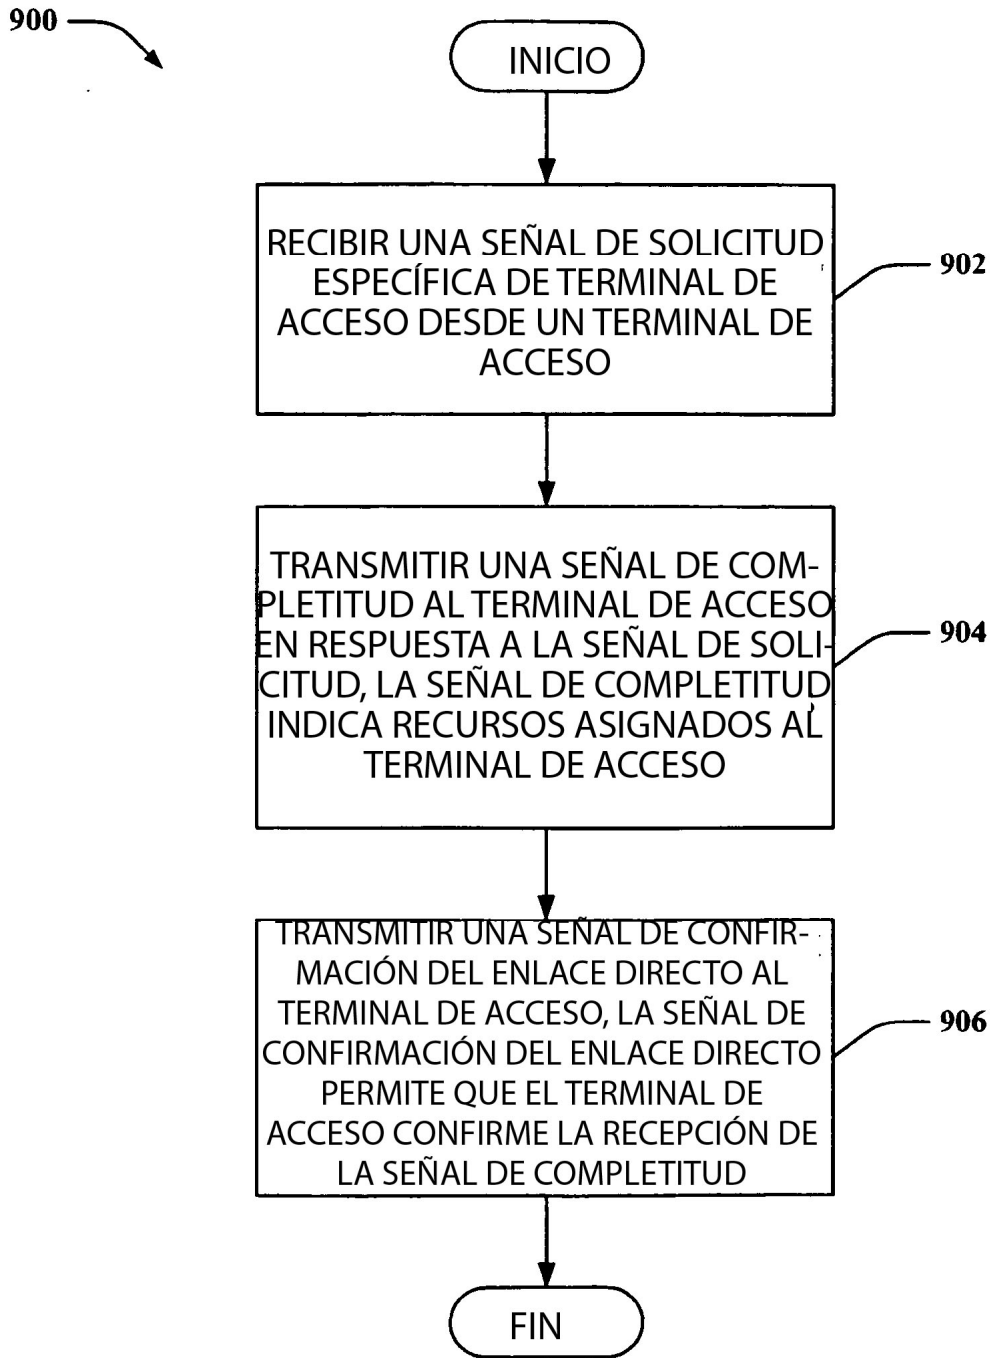 900
INICIO
RECIBIR UNA SEÑAL DE SOLICITUD
ESPECÍFICA DE TERMINAL DE
ACCESO DESDE UN TERMINAL DE
ACCESO
902
TRANSMITIR UNA SEÑAL DE COM-
PLETITUD AL TERMINAL DE ACCESO
EN RESPUESTA A LA SEÑAL DE SOLI-
CITUD, LA SEÑAL DE COMPLETITUD
INDICA RECURSOS ASIGNADOS AL
TERMINAL DE ACCESO
904
TRANSMITIR UNA SEÑAL DE CONFIR-
MACIÓN DEL ENLACE DIRECTO AL
TERMINAL DE ACCESO, LA SEÑAL DE
CONFIRMACIÓN DEL ENLACE DIRECTO
PERMITE QUE EL TERMINAL DE
ACCESO CONFIRME LA RECEPCIÓN DE
LA SEÑAL DE COMPLETITUD
906
FIN